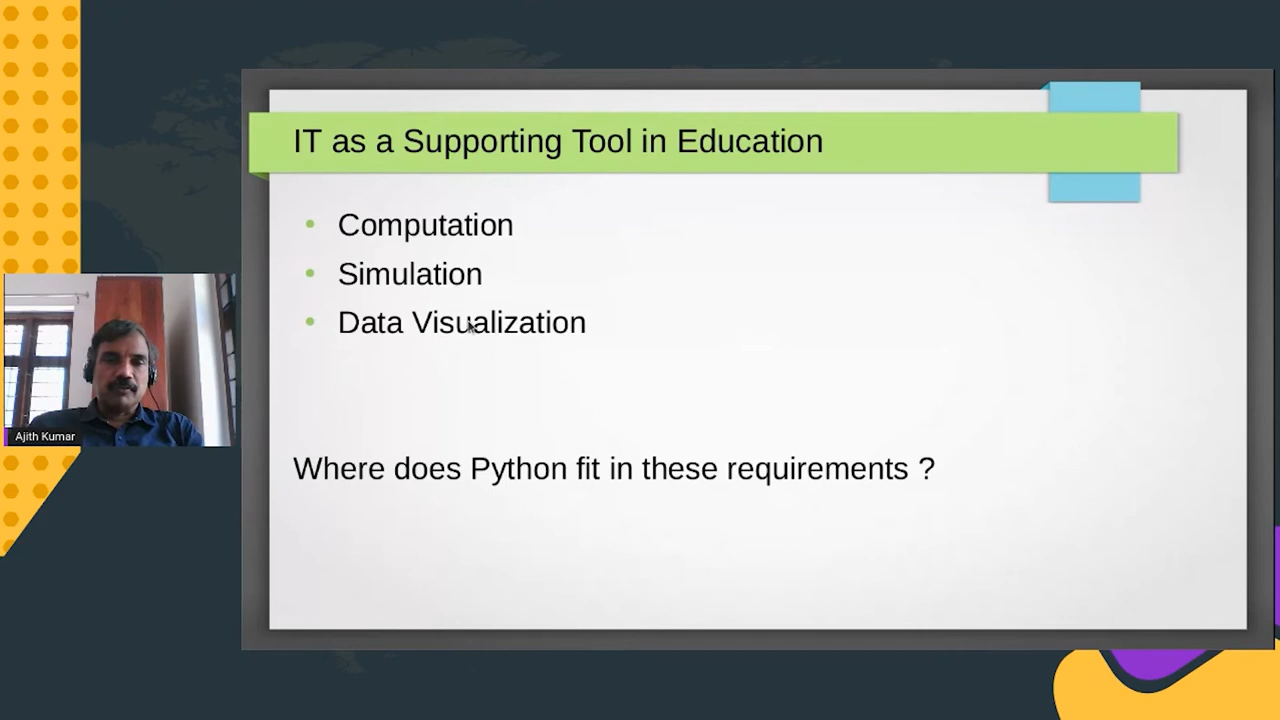 IT as a Supporting Tool in Education
Computation
Simulation
Data Visualization
Where does Python fit in these requirements ?
Ajith Kumar